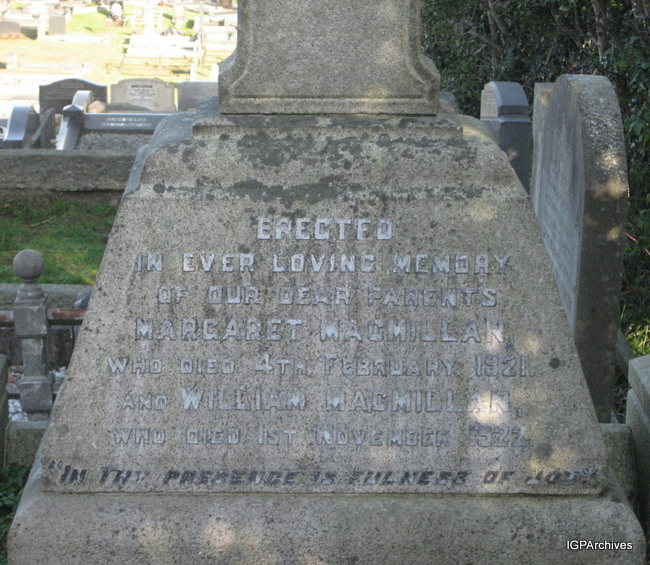 ERECTED
IN EVER LOVING MEMORY
OF OUR DEAR PARENTS
MARGARET MACMILLAN,
WHO DIED 4TH FEBRUARY 1921.
AND WILLIAM MACMILLAN,
WHO DIED 1ST NOVEMBER 1922.
"IN THY PRESENCE IS FULNESS OF JOY"
IGPArchives